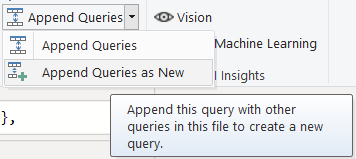 Append Queries
Vision
Append Queries
Machine Learning
Append Queries as New
Insights
},
Append this query with other
queries in this file to create a new
query.